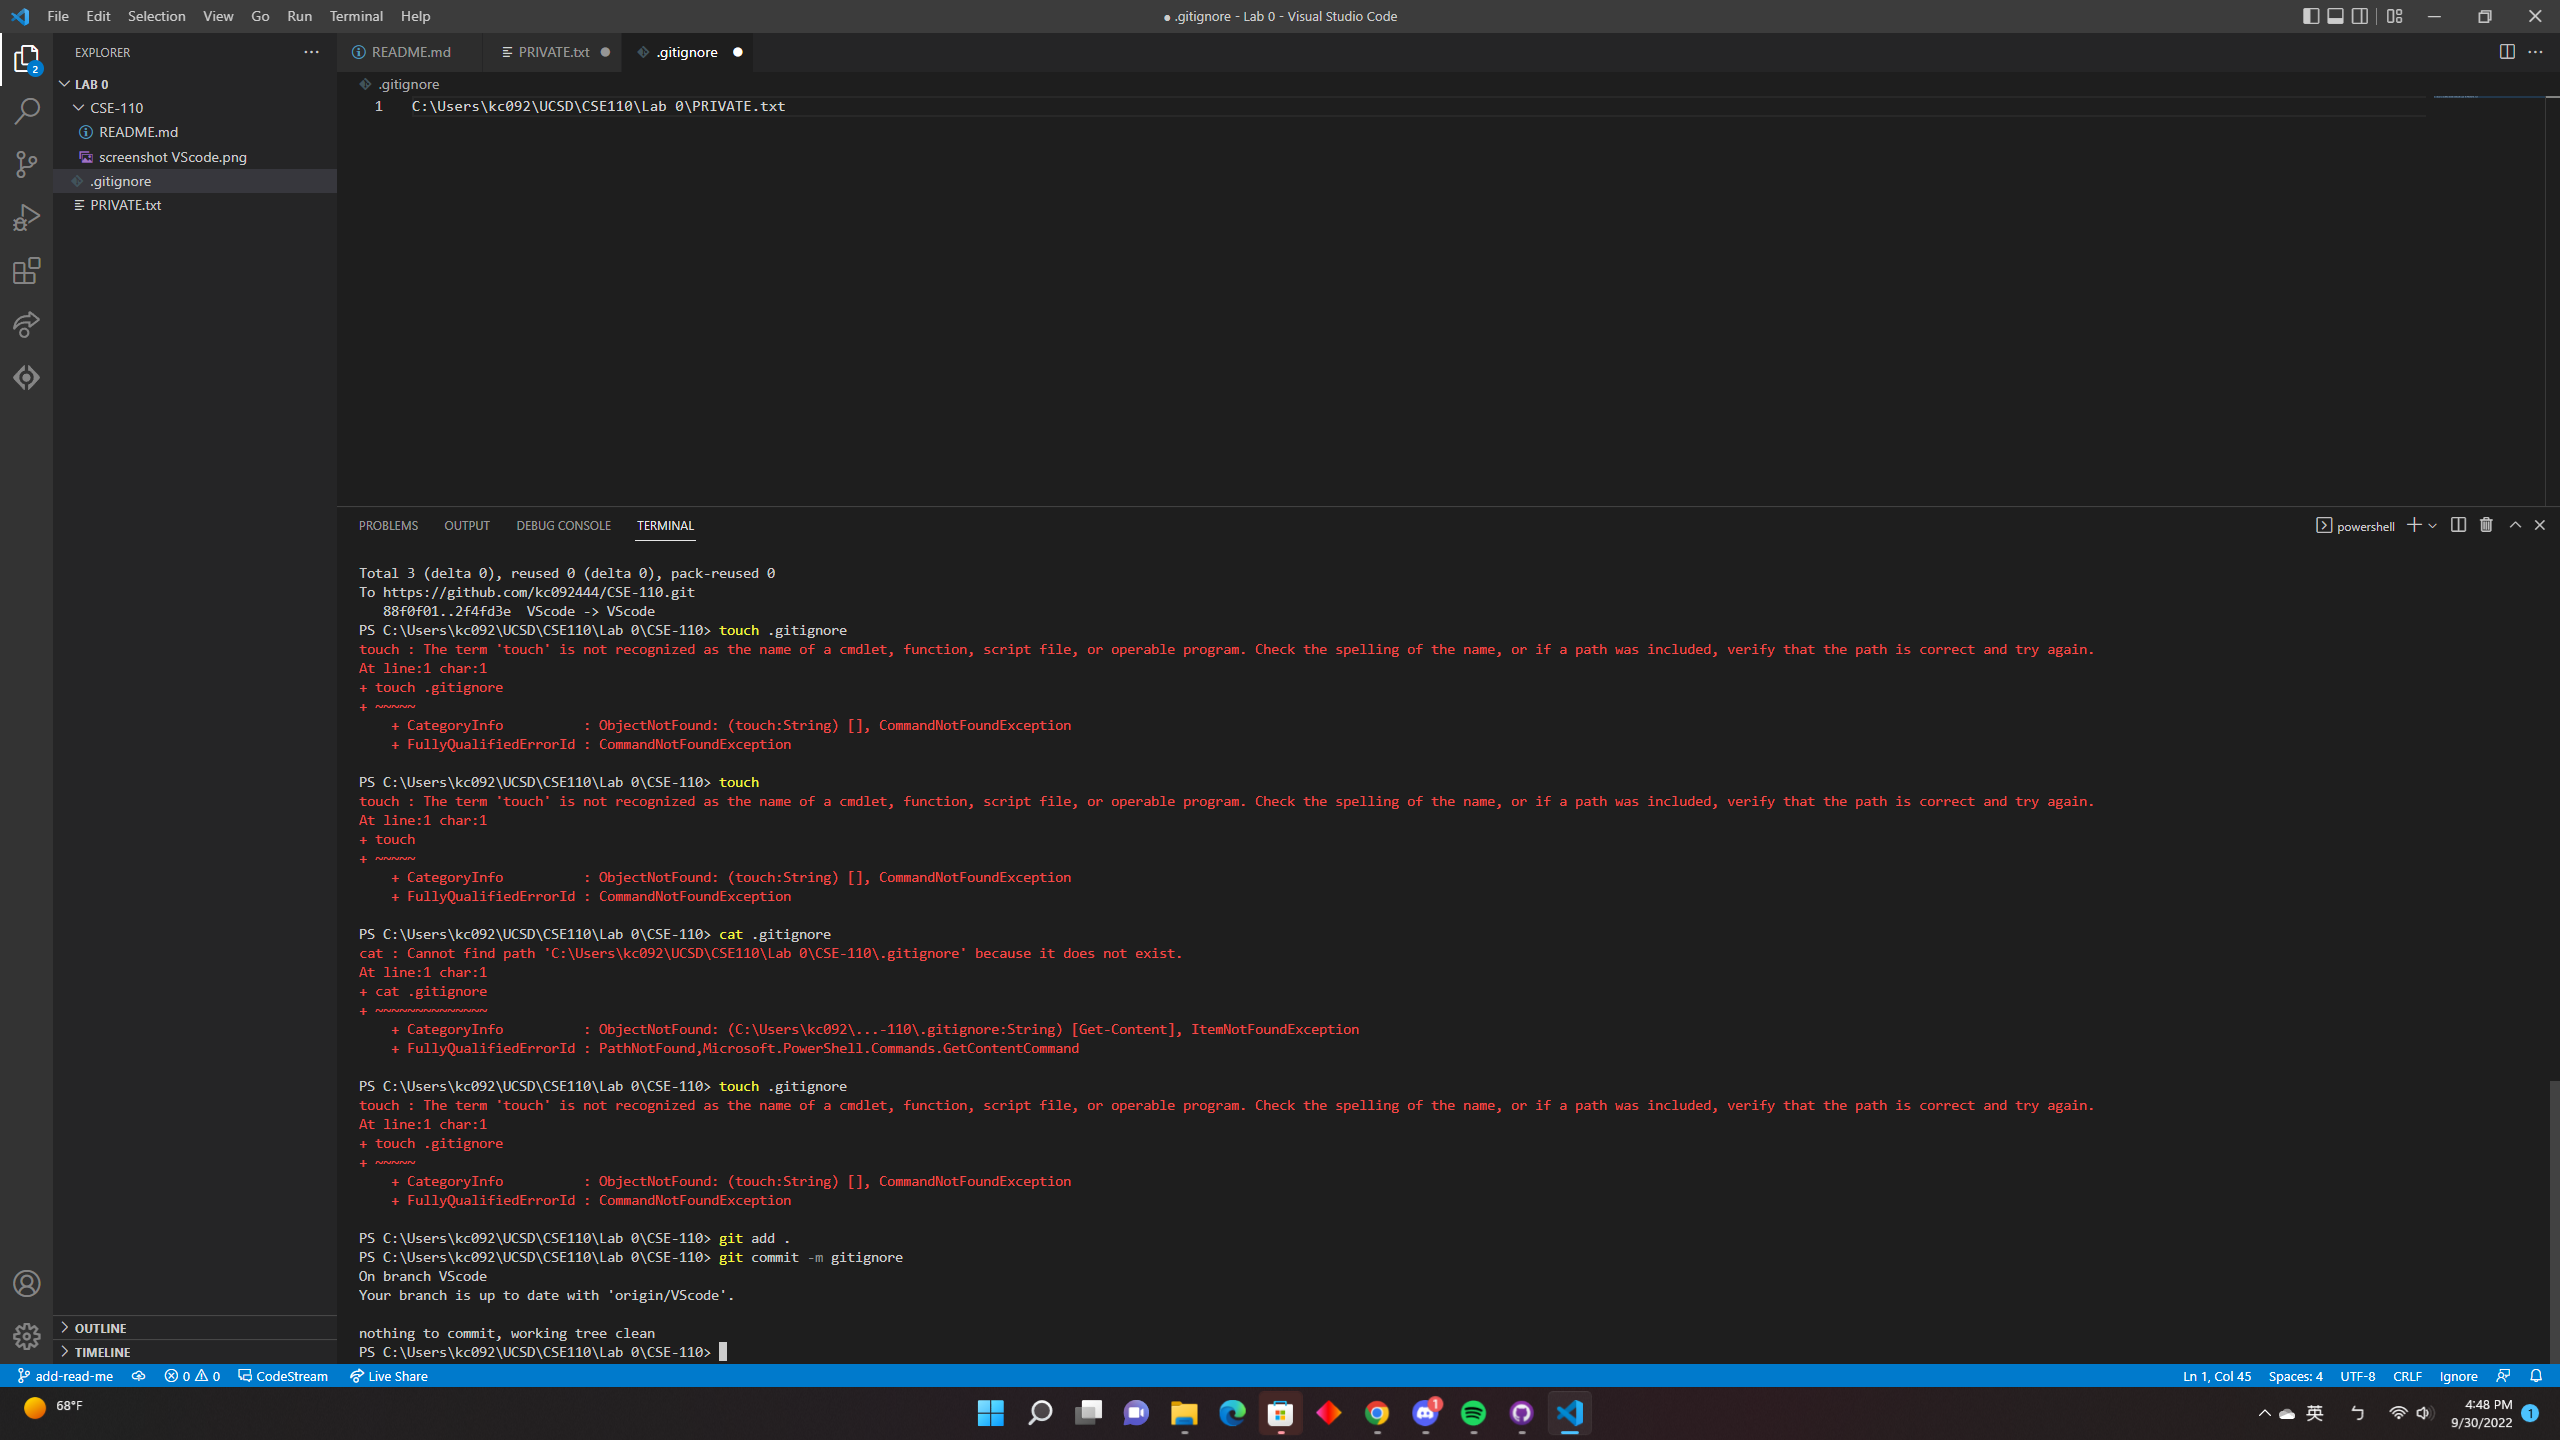 File Edit Selection View Go Run Terminal Help
● .gitignore - Lab 0 - Visual Studio Code
EXPLORER
README.md
PRIVATE.txt
.gitignore
LAB 0
CSE-110
README.md
screenshot VScode.png
.gitignore
PRIVATE.txt
2
.gitignore
1 C:\Users\kc092\UCSD\CSE110\Lab 0\PRIVATE.txt
PROBLEMS OUTPUT DEBUG CONSOLE TERMINAL
powershell
Total 3 (delta 0), reused 0 (delta 0), pack-reused 0
To https://github.com/kc092444/CSE-110.git
88f0f01..2f4fd3e VScode -> VScode
PS C:\Users\kc092\UCSD\CSE110\Lab 0\CSE-110> touch .gitignore
touch : The term 'touch' is not recognized as the name of a cmdlet, function, script file, or operable program. Check the spelling of the name, or if a path was included, verify that the path is correct and try again.
At line:1 char:1
+ touch .gitignore
+ ~~~~~
+ CategoryInfo : ObjectNotFound: (touch:String) [], CommandNotFoundException
+ FullyQualifiedErrorId : CommandNotFoundException
PS C:\Users\kc092\UCSD\CSE110\Lab 0\CSE-110> touch
touch : The term 'touch' is not recognized as the name of a cmdlet, function, script file, or operable program. Check the spelling of the name, or if a path was included, verify that the path is correct and try again.
At line:1 char:1
+ touch
+ ~~~~~
+ CategoryInfo : ObjectNotFound: (touch:String) [], CommandNotFoundException
+ FullyQualifiedErrorId : CommandNotFoundException
PS C:\Users\kc092\UCSD\CSE110\Lab 0\CSE-110> cat .gitignore
cat : Cannot find path 'C:\Users\kc092\UCSD\CSE110\Lab 0\CSE-110\.gitignore' because it does not exist.
At line:1 char:1
+ cat .gitignore
+ ~~~~~~~~~~~~~~
+ CategoryInfo : ObjectNotFound: (C:\Users\kc092\...-110\.gitignore:String) [Get-Content], ItemNotFoundException
+ FullyQualifiedErrorId : PathNotFound,Microsoft.PowerShell.Commands.GetContentCommand
PS C:\Users\kc092\UCSD\CSE110\Lab 0\CSE-110> touch .gitignore
touch : The term 'touch' is not recognized as the name of a cmdlet, function, script file, or operable program. Check the spelling of the name, or if a path was included, verify that the path is correct and try again.
At line:1 char:1
+ touch .gitignore
+ ~~~~~
+ CategoryInfo : ObjectNotFound: (touch:String) [], CommandNotFoundException
+ FullyQualifiedErrorId : CommandNotFoundException
PS C:\Users\kc092\UCSD\CSE110\Lab 0\CSE-110> git add .
PS C:\Users\kc092\UCSD\CSE110\Lab 0\CSE-110> git commit -m gitignore
On branch VScode
Your branch is up to date with 'origin/VScode'.
nothing to commit, working tree clean
PS C:\Users\kc092\UCSD\CSE110\Lab 0\CSE-110>
OUTLINE
TIMELINE
add-read-me 0 0 CodeStream Live Share
Ln 1, Col 45 Spaces: 4 UTF-8 CRLF Ignore
68°F
1
英 ㄅ
4:48 PM
9/30/2022
1